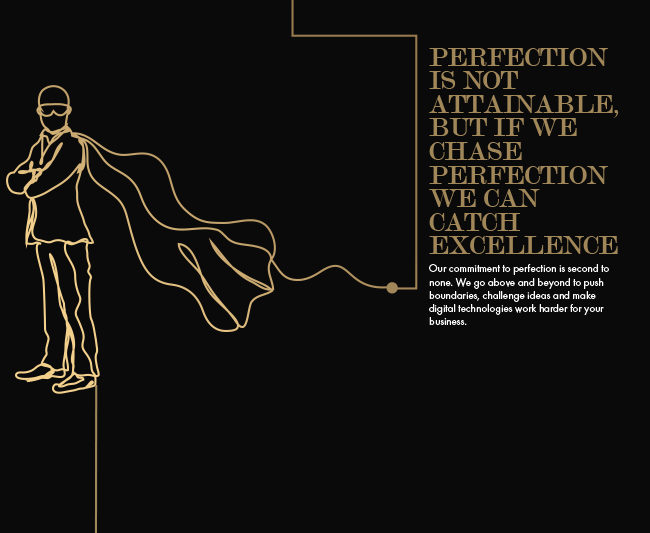 PERFECTION
IS NOT
ATTAINABLE,
BUT IF WE
CHASE
PERFECTION
WE CAN
CATCH
EXCELLENCE
Our commitment to perfection is second to
none. We go above and beyond to push
boundaries, challenge ideas and make
digital technologies work harder for your
business.